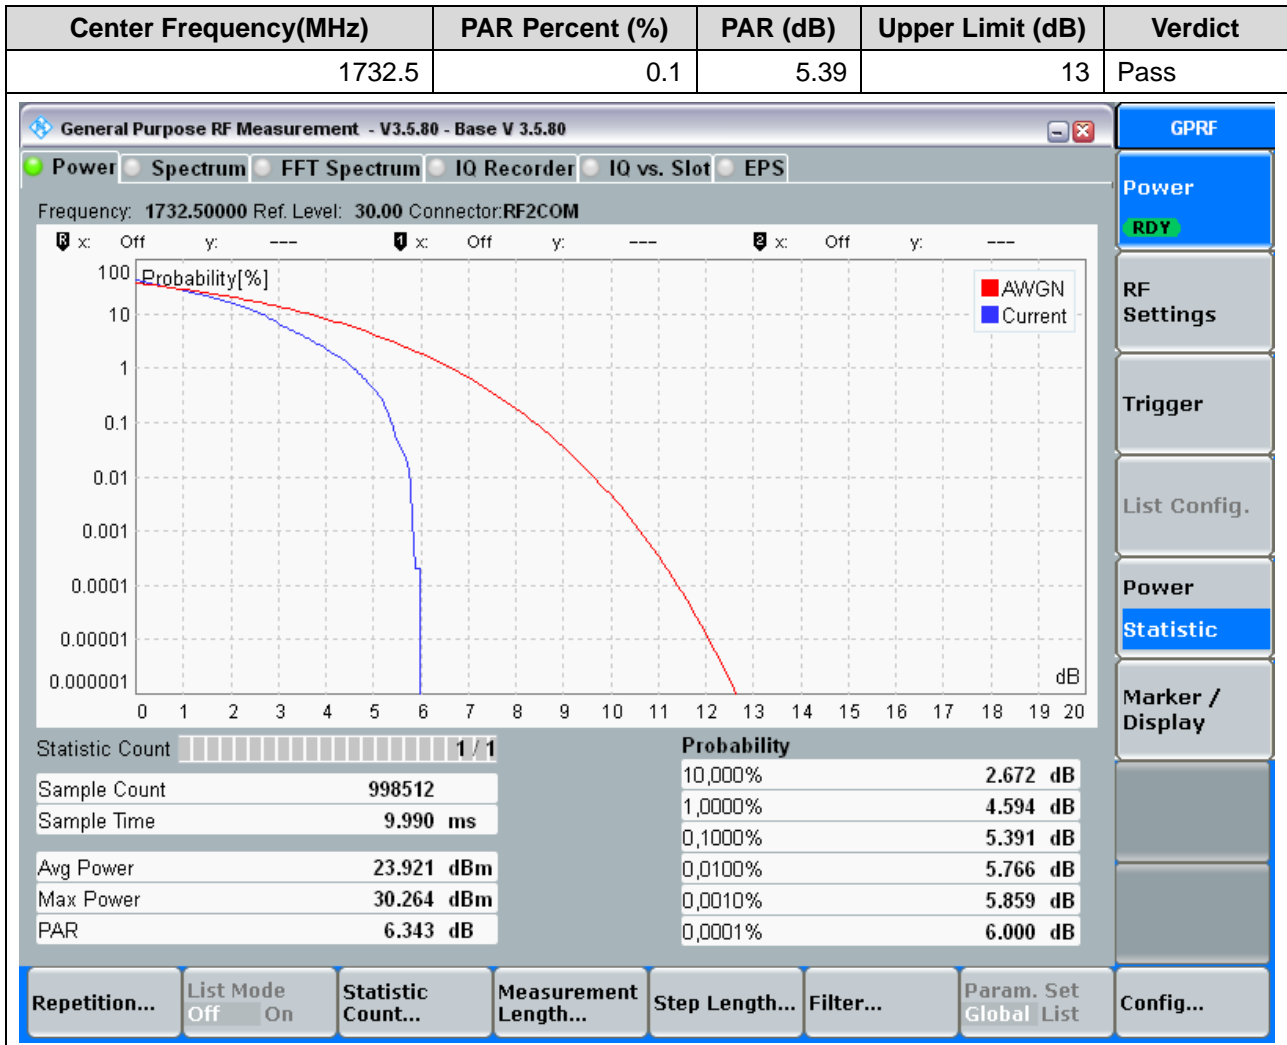 Center Frequency(MHz) PAR Percent (%) PAR (dB) Upper Limit (dB) Verdict
1732.5 0.1 5.39 13 Pass
General Purpose RF Measurement - V3.5.80 - Base V 3.5.80
GPRF
Power Spectrum FFT Spectrum IQ Recorder IQ vs. Slot EPS
Frequency: 1732.50000 Ref. Level: 30.00 Connector:RF2COM
R x: Off y: --- 1 x: Off y: --- 2 x: Off y: ---
Probability[%]
100
10
1
0.1
0.01
0.001
0.0001
0.00001
0.000001
AWGN
Current
dB
0 1 2 3 4 5 6 7 8 9 10 11 12 13 14 15 16 17 18 19 20
Statistic Count 1 / 1
Sample Count 998512
Sample Time 9.990 ms
Avg Power 23.921 dBm
Max Power 30.264 dBm
PAR 6.343 dB
Probability
10,000% 2.672 dB
1,0000% 4.594 dB
0,1000% 5.391 dB
0,0100% 5.766 dB
0,0010% 5.859 dB
0,0001% 6.000 dB
Power
RDY
RF
Settings
Trigger
List Config.
Power
Statistic
Marker /
Display
Repetition...
List Mode
Off On
Statistic
Count...
Measurement
Length...
Step Length...
Filter...
Param. Set
Global List
Config...